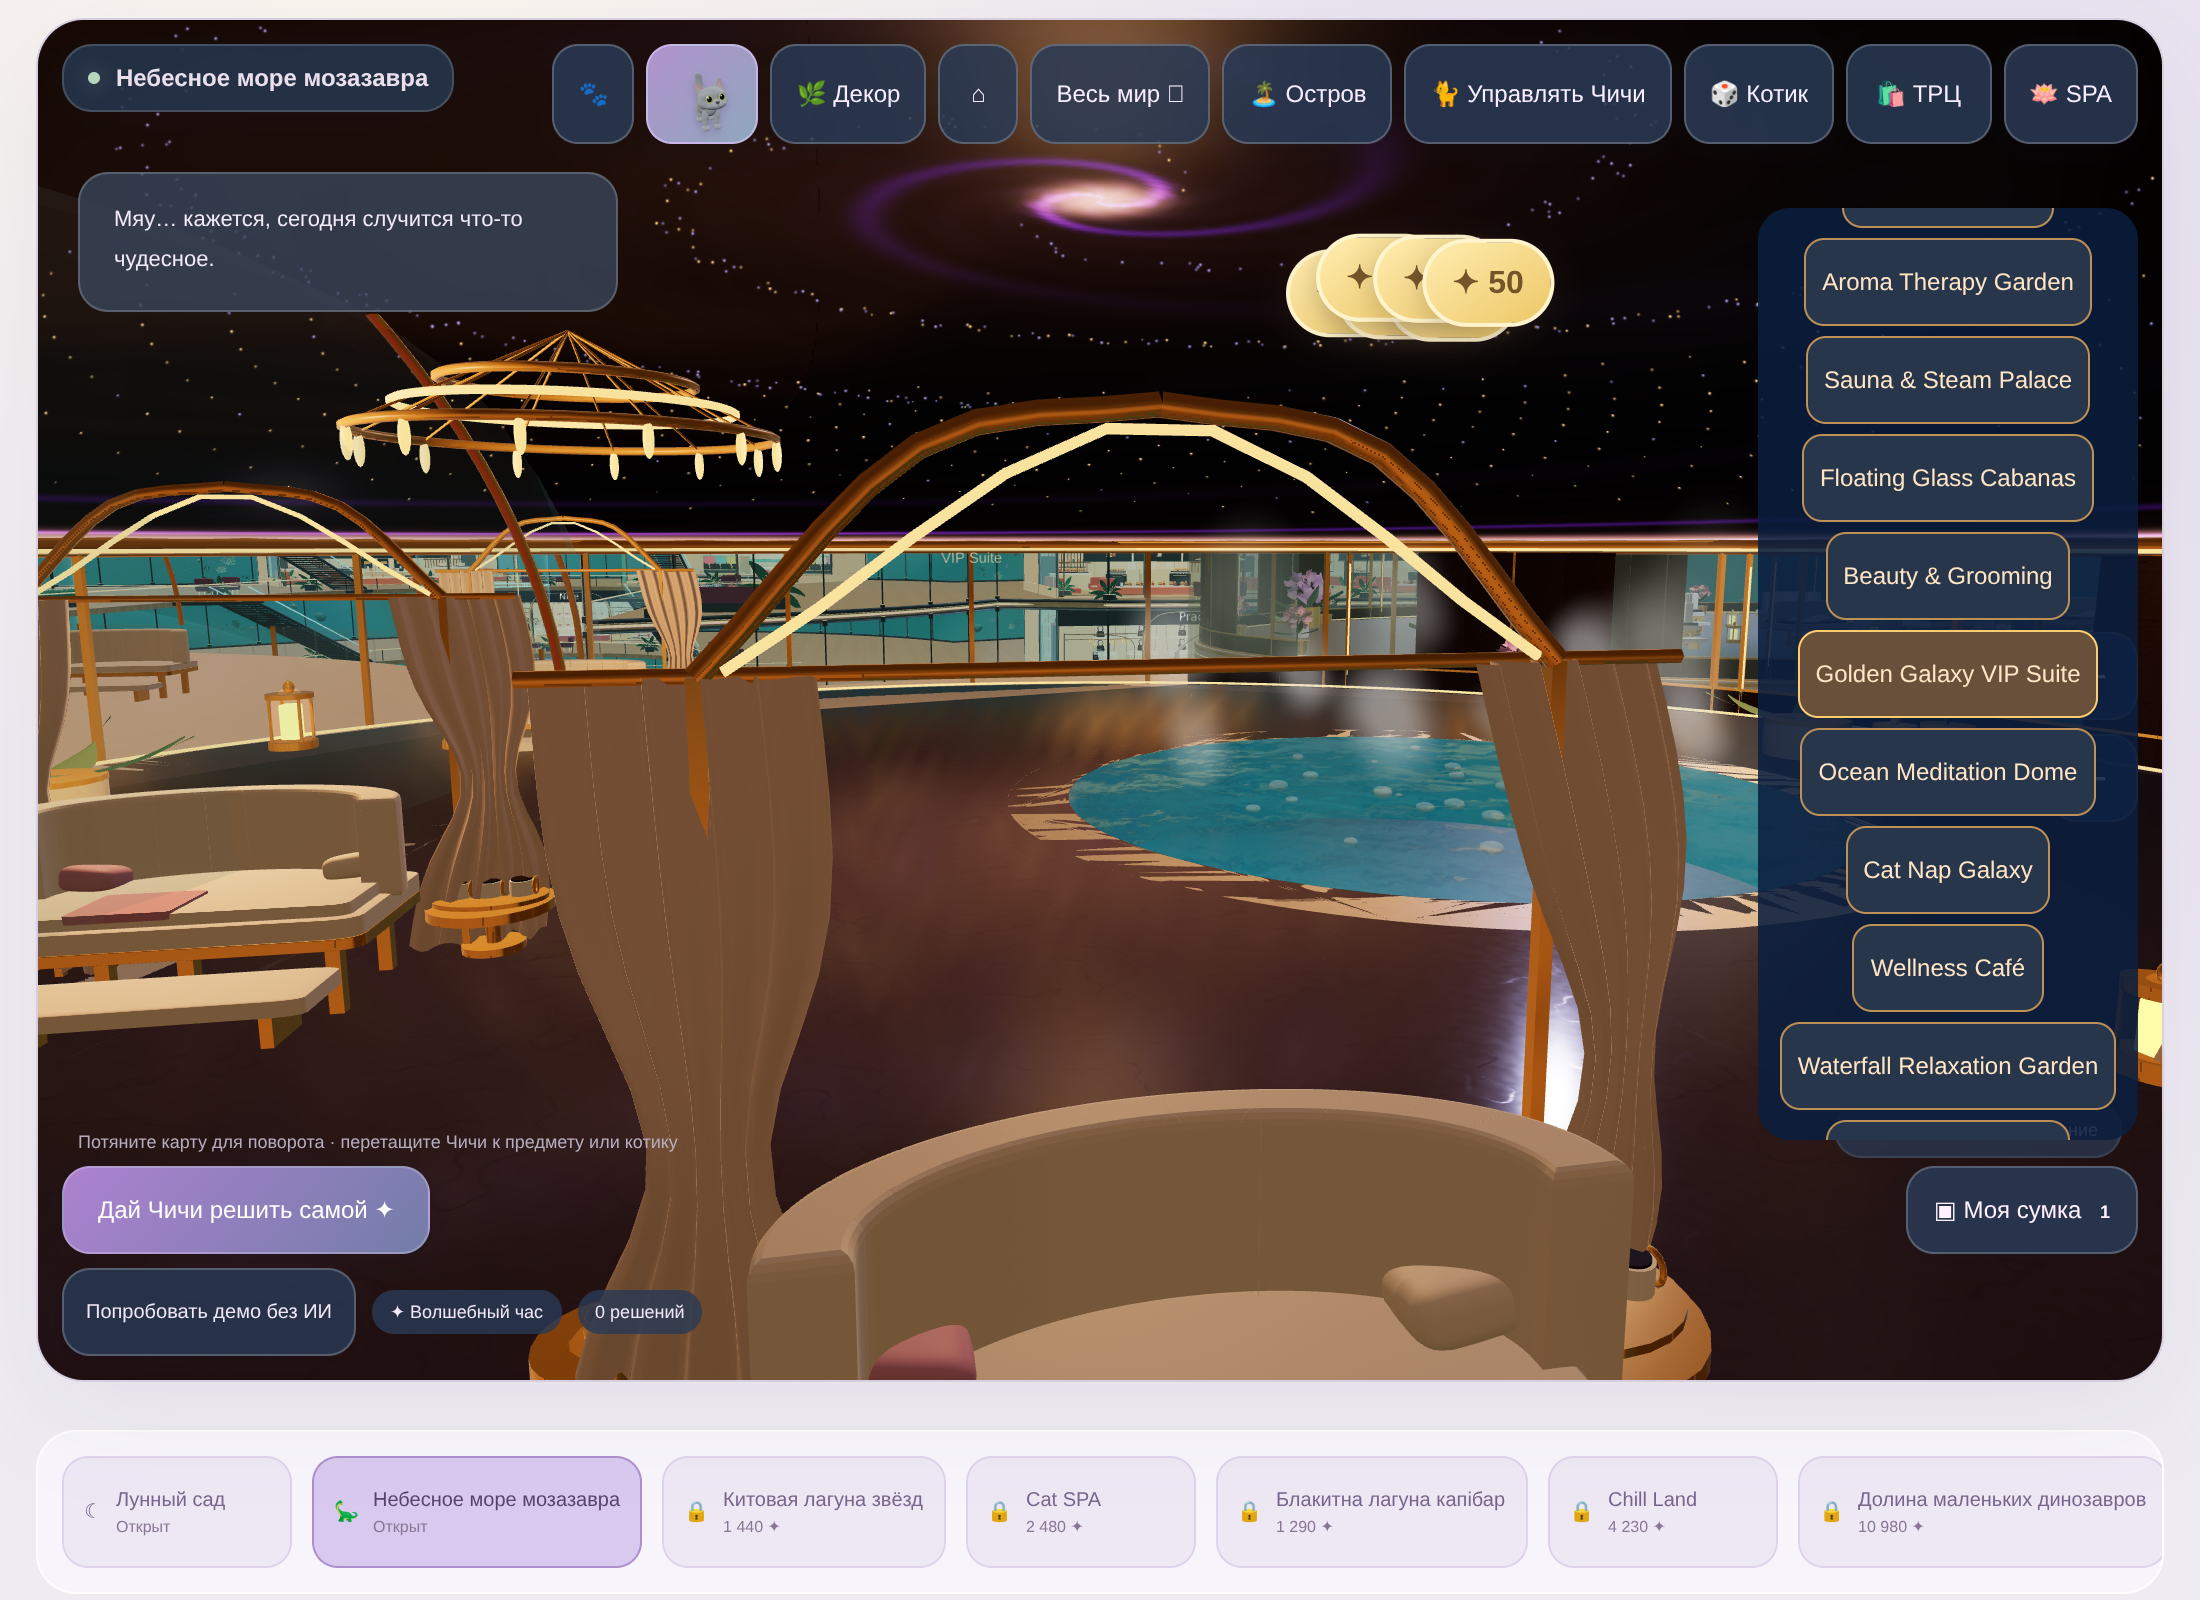 Небесное море мозазавра
Декор
Весь мир
Остров
Управлять Чичи
Котик
ТРЦ
SPA
Мяу… кажется, сегодня случится что-то
чудесное.
✦ 50
Aroma Therapy Garden
Sauna & Steam Palace
Floating Glass Cabanas
Beauty & Grooming
Golden Galaxy VIP Suite
Ocean Meditation Dome
Cat Nap Galaxy
Wellness Café
Waterfall Relaxation Garden
VIP Suite
Потяните карту для поворота · перетащите Чичи к предмету или котику
Дай Чичи решить самой ✦
▣ Моя сумка 1
Попробовать демо без ИИ
✦ Волшебный час
0 решений
Лунный сад
Открыт
Небесное море мозазавра
Открыт
Китовая лагуна звёзд
1 440 ✦
Cat SPA
2 480 ✦
Блакитна лагуна капібар
1 290 ✦
Chill Land
4 230 ✦
Долина маленьких динозавров
10 980 ✦